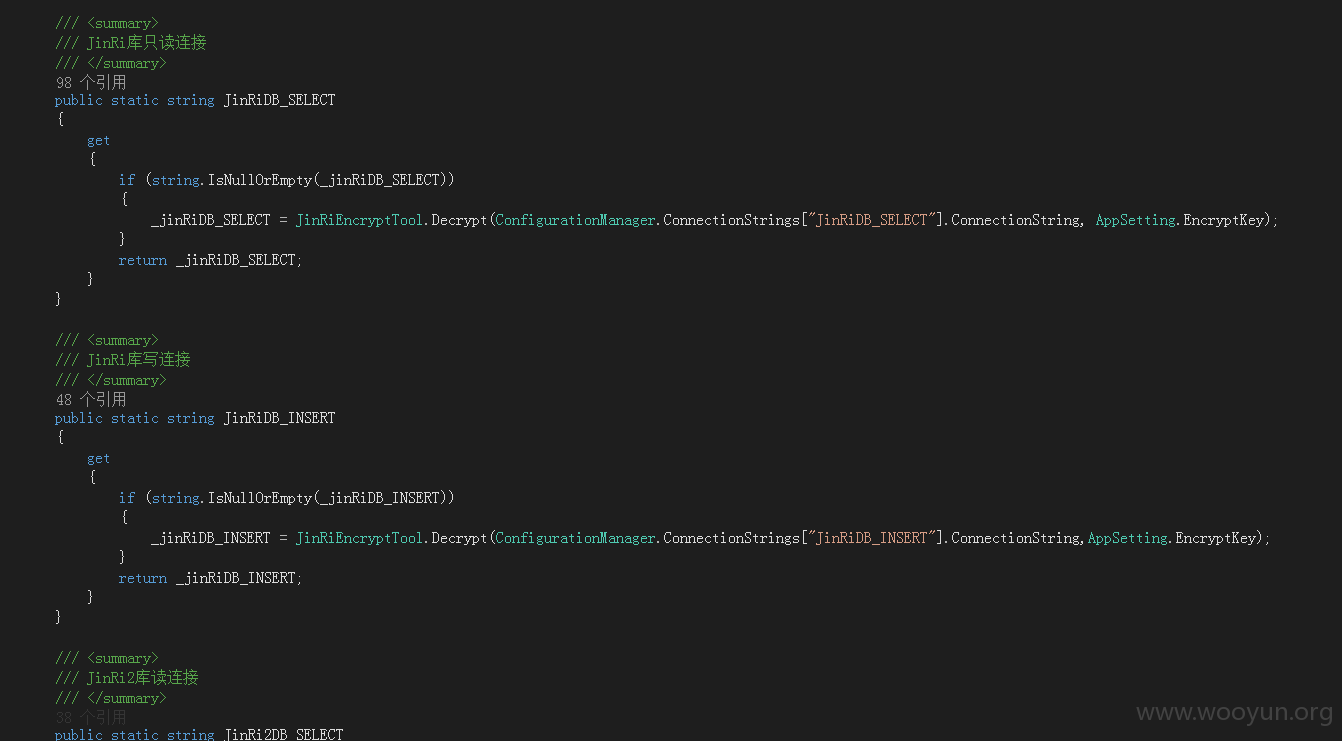 /// <summary>
/// JinRi库只读连接
/// </summary>
98 个引用
public static string JinRiDB_SELECT
{
get
{
if (string.IsNullOrEmpty(_jinRiDB_SELECT))
{
_jinRiDB_SELECT = JinRiEncryptTool.Decrypt(ConfigurationManager.ConnectionStrings["JinRiDB_SELECT"].ConnectionString, AppSetting.EncryptKey);
}
return _jinRiDB_SELECT;
}
}
/// <summary>
/// JinRi库写连接
/// </summary>
48 个引用
public static string JinRiDB_INSERT
{
get
{
if (string.IsNullOrEmpty(_jinRiDB_INSERT))
{
_jinRiDB_INSERT = JinRiEncryptTool.Decrypt(ConfigurationManager.ConnectionStrings["JinRiDB_INSERT"].ConnectionString,AppSetting.EncryptKey);
}
return _jinRiDB_INSERT;
}
}
/// <summary>
/// JinRi2库读连接
/// </summary>
38 个引用
public static string JinRi2DB_SELECT
www.wooyun.org